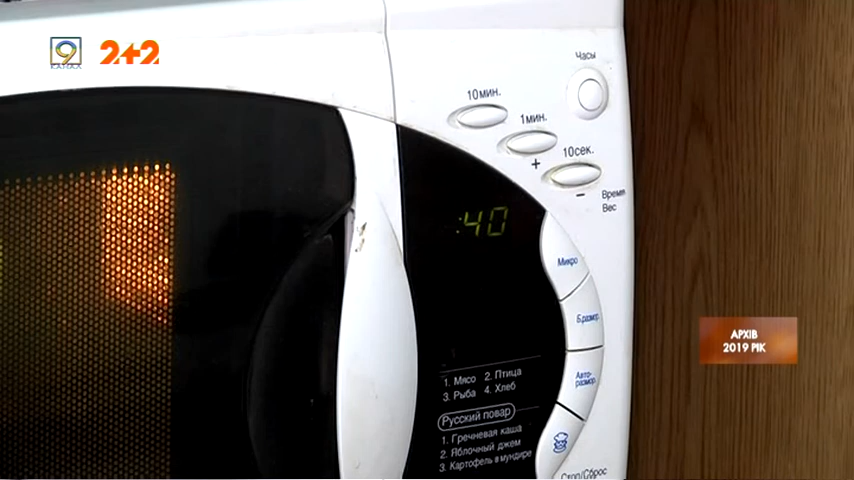 9
КАНАЛ
2+2
Часы
10мин.
1мин.
+
10сек.
−
Время
Вес
:40
Микро
Б.размор.
Авто-
размор.
1. Мясо 2. Птица
3. Рыба 4. Хлеб
Русский повар
1. Гречневая каша
2. Яблочный джем
3. Картофель в мундире
Стоп/Сброс
АРХІВ
2019 РІК